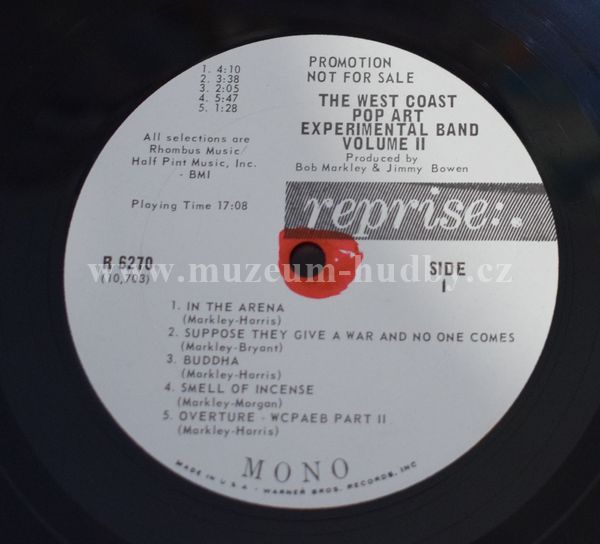 1. 4:10
2. 3:38
3. 2:05
4. 5:47
5. 1:28
PROMOTION
NOT FOR SALE
THE WEST COAST
POP ART
EXPERIMENTAL BAND
VOLUME II
Produced by
Bob Markley & Jimmy Bowen
All selections are
Rhombus Music/
Half Pint Music, Inc.
- BMI
Playing Time 17:08
reprise:.
R 6270
(10,703)
SIDE
1
www.muzeum-hudby.cz
1. IN THE ARENA
(Markley-Harris)
2. SUPPOSE THEY GIVE A WAR AND NO ONE COMES
(Markley-Bryant)
3. BUDDHA
(Markley-Harris)
4. SMELL OF INCENSE
(Markley-Morgan)
5. OVERTURE - WCPAEB PART II
(Markley-Harris)
MONO
MADE IN U.S.A. - WARNER BROS. RECORDS, INC